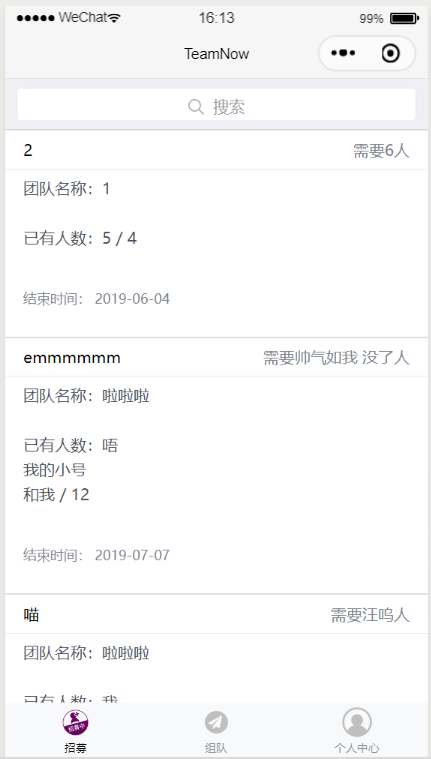 WeChat 16:13 99%
TeamNow
搜索
2 需要6人
团队名称：1
已有人数：5 / 4
结束时间： 2019-06-04
emmmmmm 需要帅气如我 没了人
团队名称：啦啦啦
已有人数：唔
我的小号
和我 / 12
结束时间： 2019-07-07
喵 需要汪呜人
团队名称：啦啦啦
已有人数：我
招募中
招募 组队 个人中心